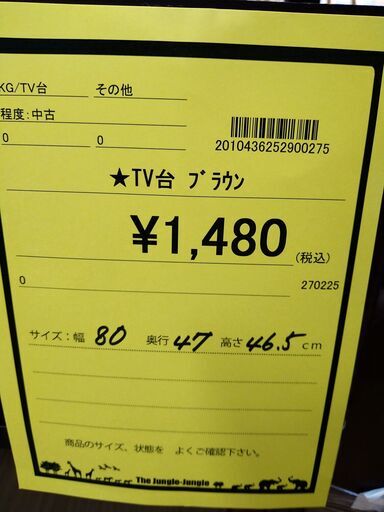 KG/TV台 その他
程度:中古
0 0
2010436252900275
★TV台 ﾌﾞﾗｳﾝ
¥1,480 (税込)
0 270225
サイズ:幅 80 奥行 47 高さ 46.5 cm
商品のサイズ、状態を よくご確認下さい。
The Jungle-Jungle